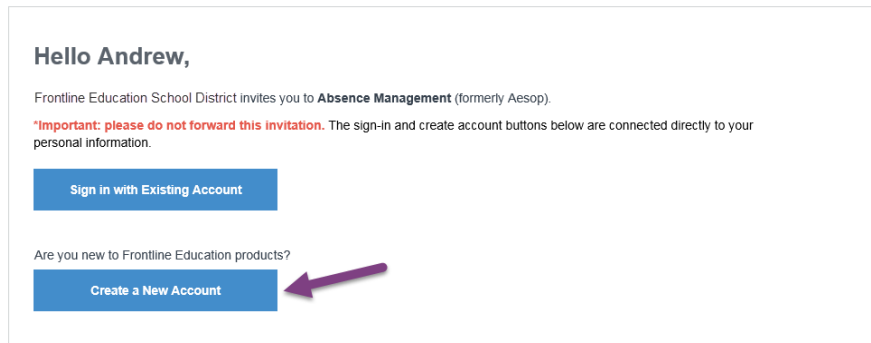 Hello Andrew,
Frontline Education School District invites you to Absence Management (formerly Aesop).
*Important: please do not forward this invitation. The sign-in and create account buttons below are connected directly to your
personal information.
Sign in with Existing Account
Are you new to Frontline Education products?
Create a New Account